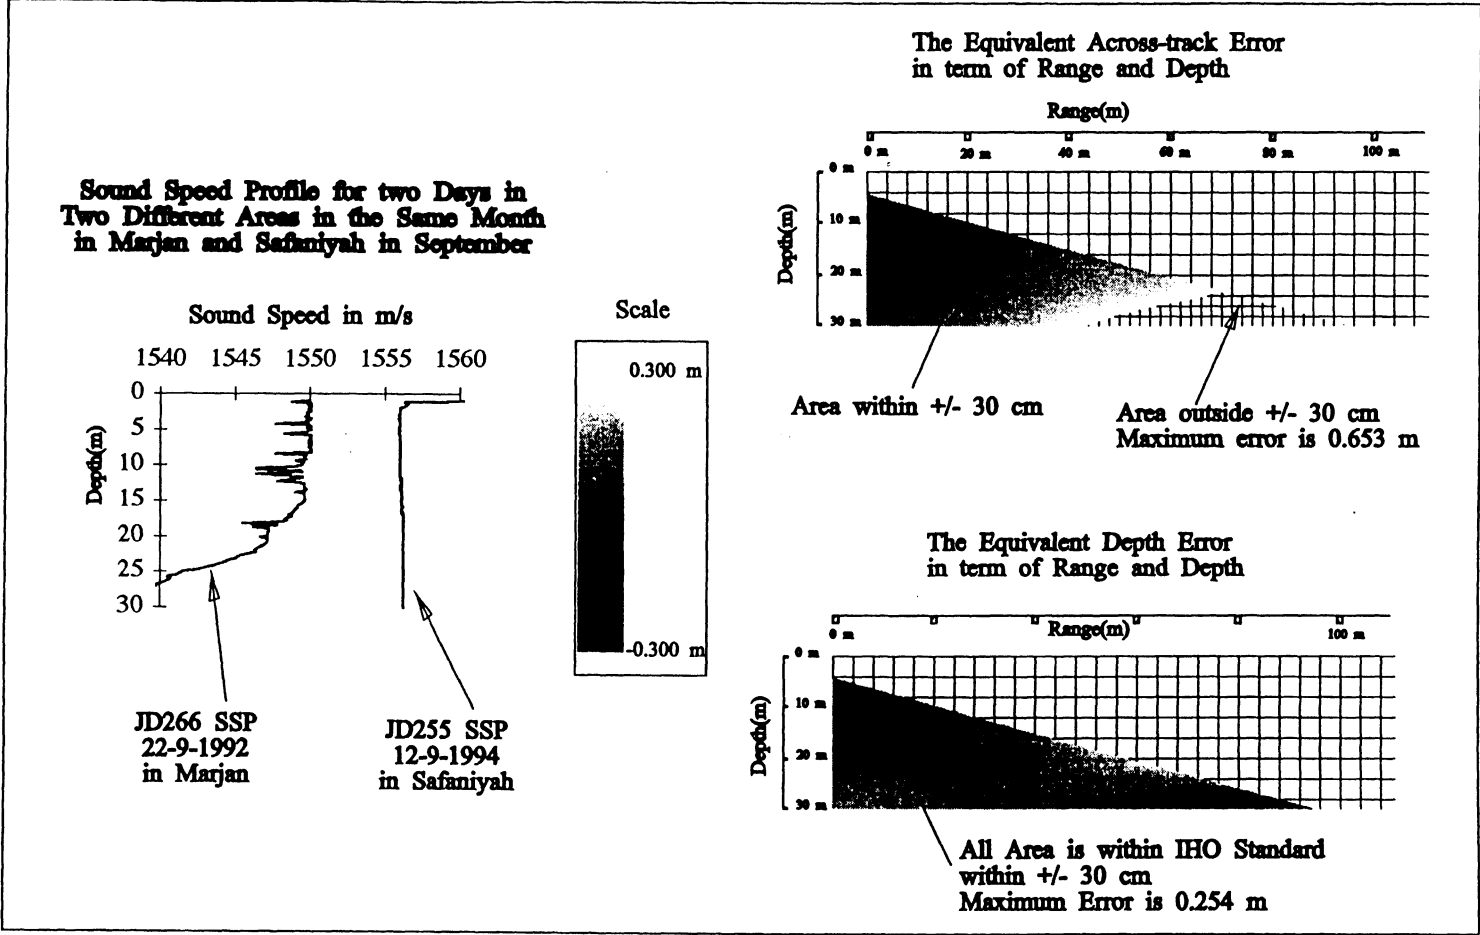 Sound Speed Profile for two Days in
Two Different Areas in the Same Month
in Marjan and Safaniyah in September
Sound Speed in m/s
1540 1545 1550 1555 1560
Depth(m)
0
5
10
15
20
25
30
JD266 SSP
22-9-1992
in Marjan
JD255 SSP
12-9-1994
in Safaniyah
Scale
0.300 m
-0.300 m
The Equivalent Across-track Error
in term of Range and Depth
Range(m)
0 m 20 m 40 m 60 m 80 m 100 m
Depth(m)
0 m
10 m
20 m
30 m
Area within +/- 30 cm
Area outside +/- 30 cm
Maximum error is 0.653 m
The Equivalent Depth Error
in term of Range and Depth
Range(m)
0 m 100 m
Depth(m)
0 m
10 m
20 m
30 m
All Area is within IHO Standard
within +/- 30 cm
Maximum Error is 0.254 m